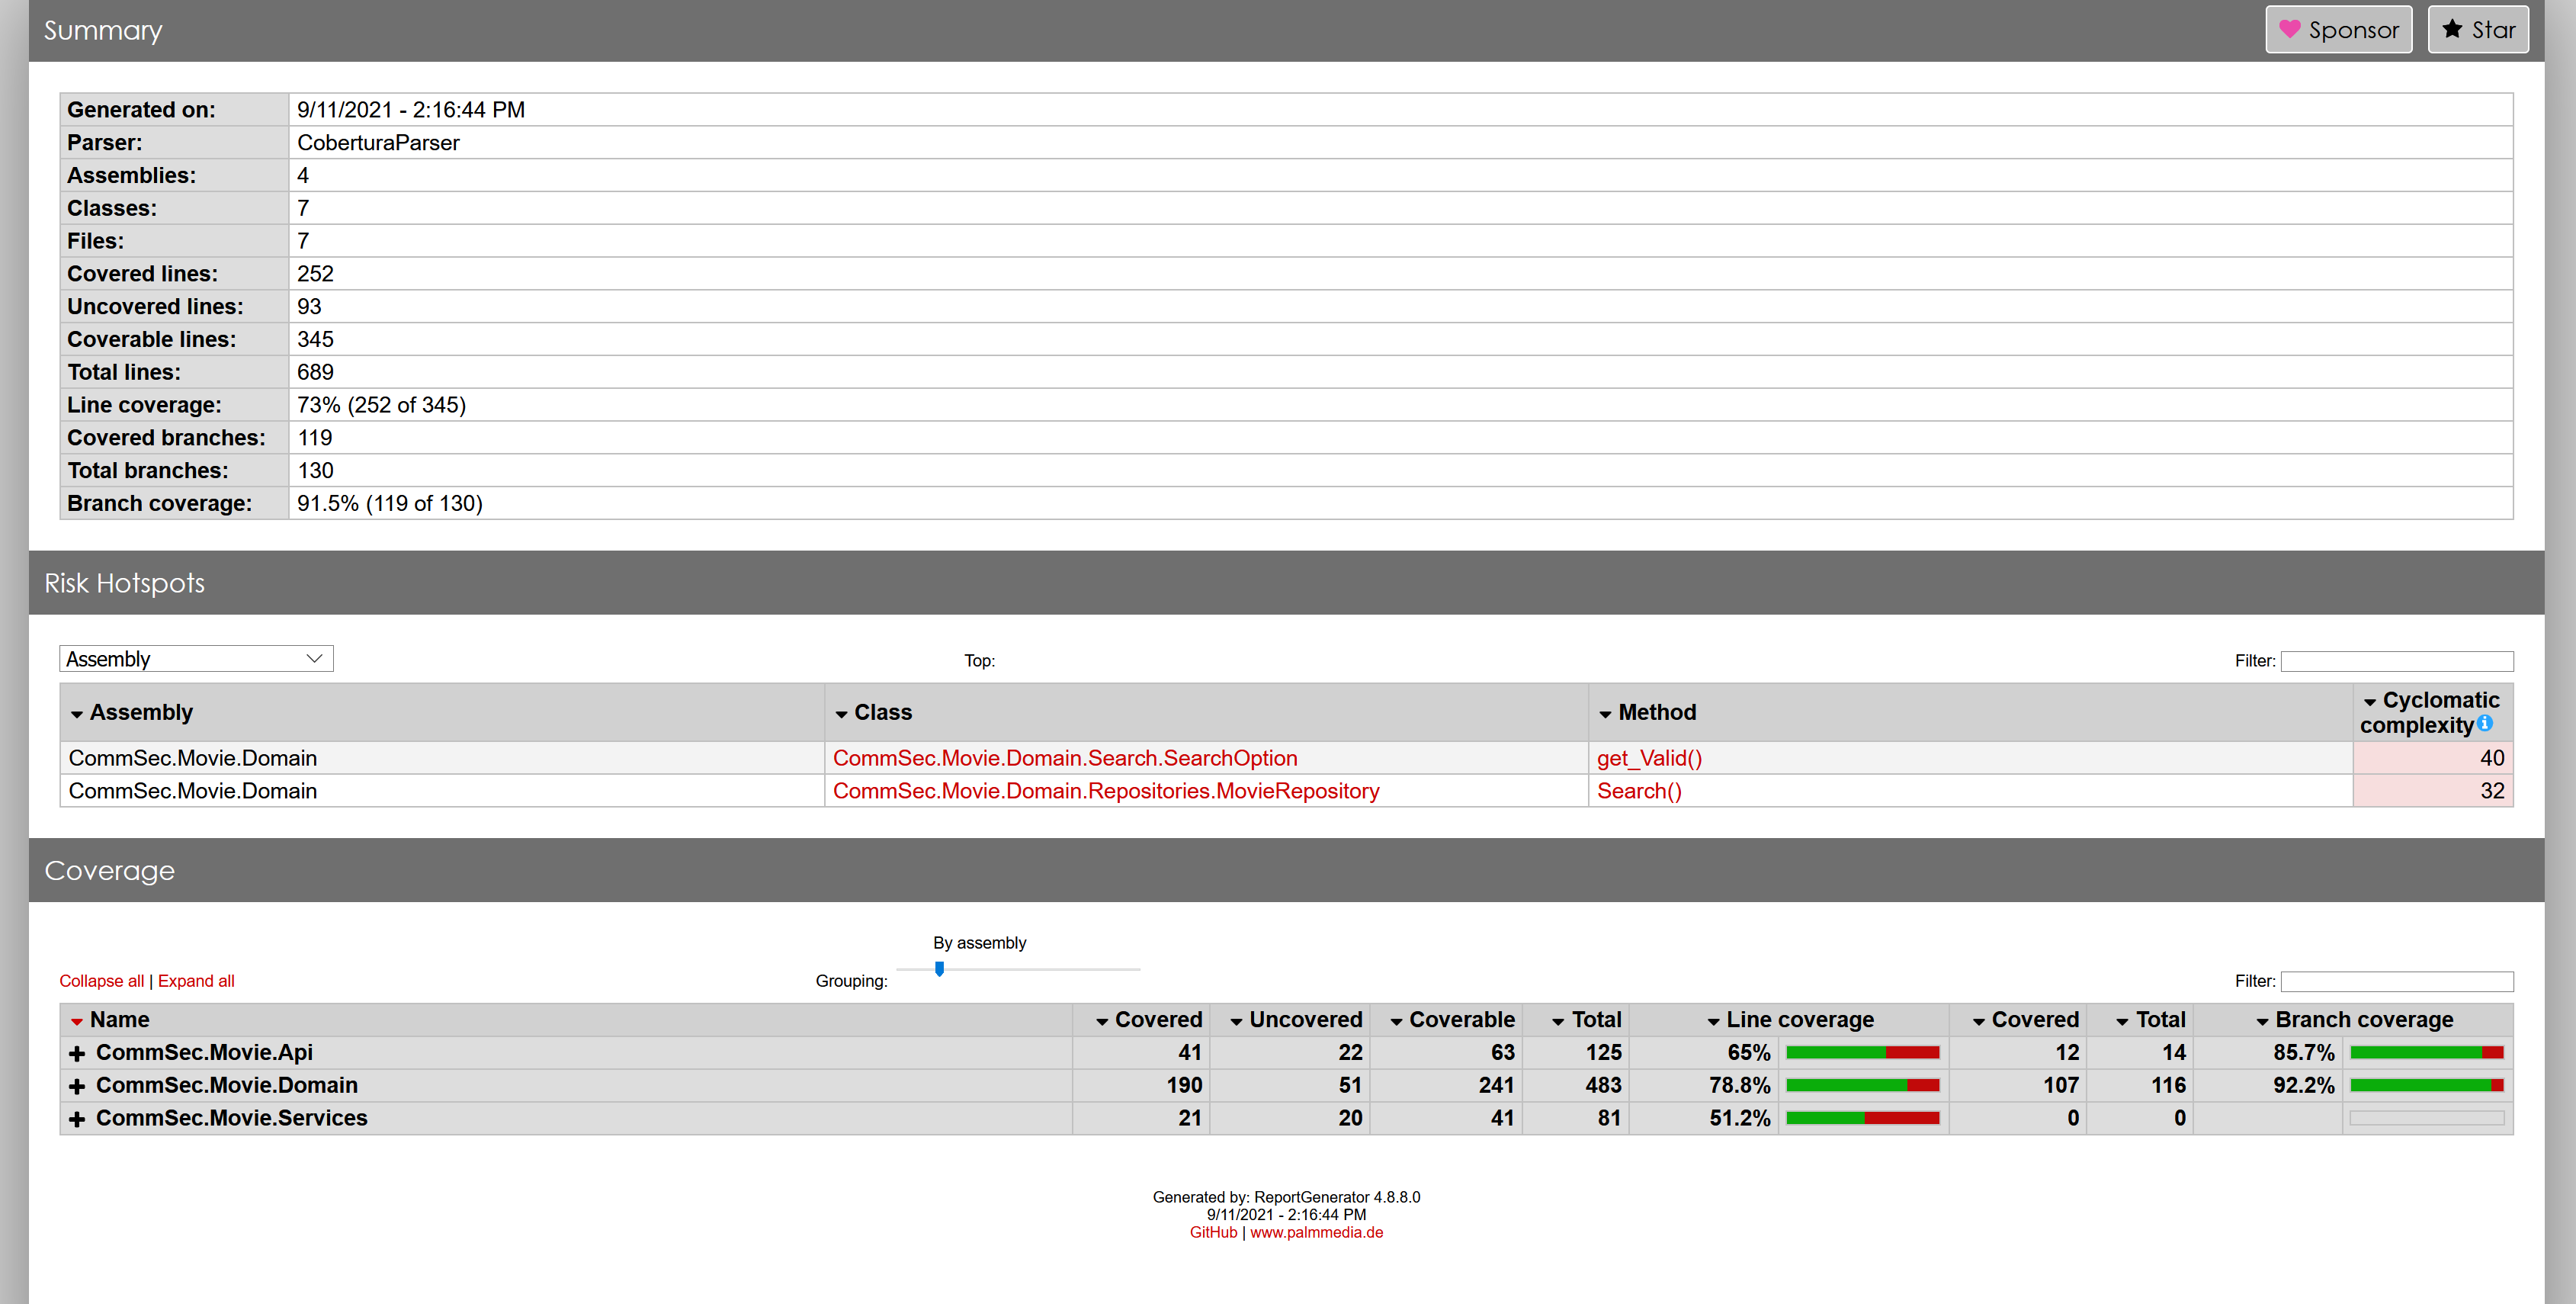 Summary
Sponsor
Star
Generated on: 9/11/2021 - 2:16:44 PM
Parser: CoberturaParser
Assemblies: 4
Classes: 7
Files: 7
Covered lines: 252
Uncovered lines: 93
Coverable lines: 345
Total lines: 689
Line coverage: 73% (252 of 345)
Covered branches: 119
Total branches: 130
Branch coverage: 91.5% (119 of 130)
Risk Hotspots
Assembly Top: Filter:
Assembly Class Method Cyclomatic
complexity
CommSec.Movie.Domain CommSec.Movie.Domain.Search.SearchOption get_Valid() 40
CommSec.Movie.Domain CommSec.Movie.Domain.Repositories.MovieRepository Search() 32
Coverage
By assembly
Collapse all | Expand all Grouping: Filter:
Name Covered Uncovered Coverable Total Line coverage Covered Total Branch coverage
CommSec.Movie.Api 41 22 63 125 65% 12 14 85.7%
CommSec.Movie.Domain 190 51 241 483 78.8% 107 116 92.2%
CommSec.Movie.Services 21 20 41 81 51.2% 0 0
Generated by: ReportGenerator 4.8.8.0
9/11/2021 - 2:16:44 PM
GitHub | www.palmmedia.de